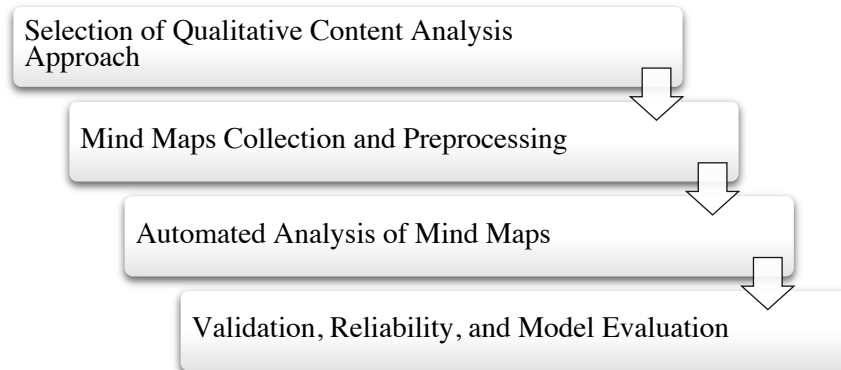 Selection of Qualitative Content Analysis
Approach
Mind Maps Collection and Preprocessing
Automated Analysis of Mind Maps
Validation, Reliability, and Model Evaluation